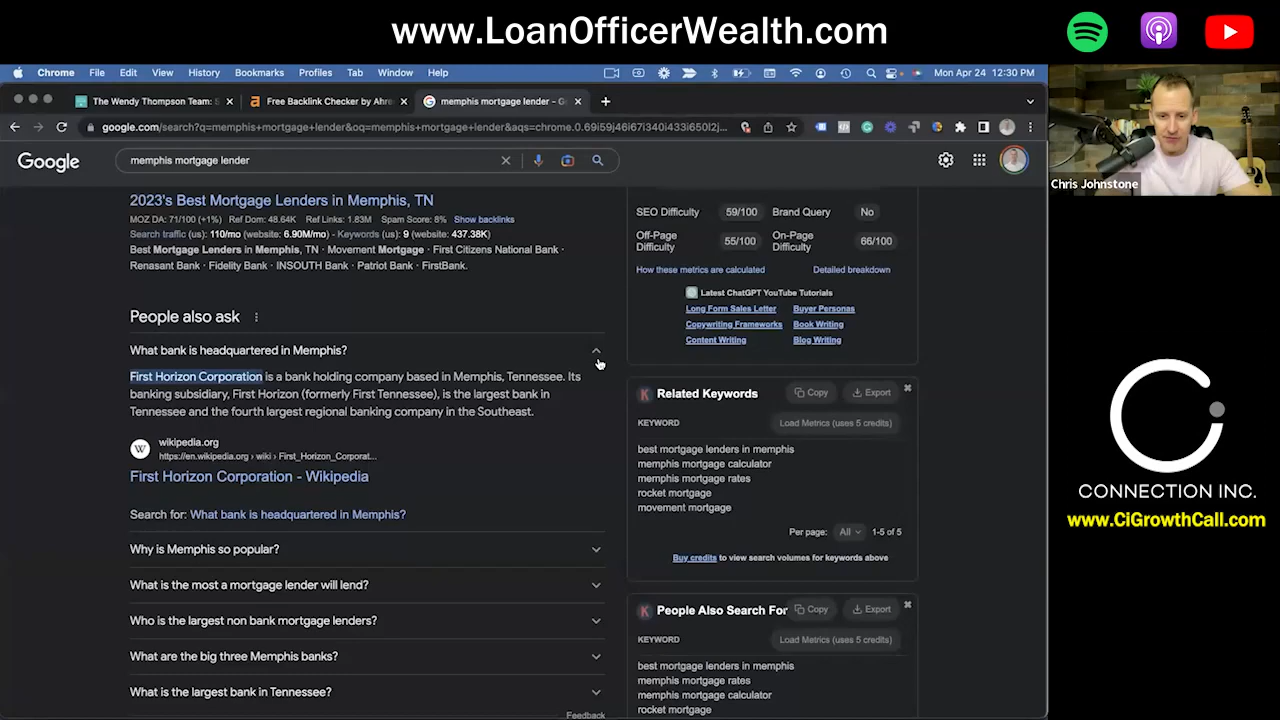 www.LoanOfficerWealth.com
Chrome File Edit View History Bookmarks Profiles Tab Window Help
Mon Apr 24 12:30 PM
The Wendy Thompson Team: S
Free Backlink Checker by Ahre
memphis mortgage lender - G
google.com/search?q=memphis+mortgage+lender&oq=memphis+mortgage+lender&aqs=chrome.0.69i59j46i67i340i433i650l2j...
Google
memphis mortgage lender
Chris Johnstone
2023's Best Mortgage Lenders in Memphis, TN
MOZ DA: 71/100 (+1%) Ref Dom: 48.64K Ref Links: 1.83M Spam Score: 8% Show backlinks
Search traffic (us): 110/mo (website: 6.90M/mo) - Keywords (us): 9 (website: 437.38K)
Best Mortgage Lenders in Memphis, TN · Movement Mortgage · First Citizens National Bank ·
Renasant Bank · Fidelity Bank · INSOUTH Bank · Patriot Bank · FirstBank.
People also ask
What bank is headquartered in Memphis?
First Horizon Corporation is a bank holding company based in Memphis, Tennessee. Its
banking subsidiary, First Horizon (formerly First Tennessee), is the largest bank in
Tennessee and the fourth largest regional banking company in the Southeast.
W
wikipedia.org
https://en.wikipedia.org › wiki › First_Horizon_Corporat...
First Horizon Corporation - Wikipedia
Search for: What bank is headquartered in Memphis?
Why is Memphis so popular?
What is the most a mortgage lender will lend?
Who is the largest non bank mortgage lenders?
What are the big three Memphis banks?
What is the largest bank in Tennessee?
Feedback
SEO Difficulty 59/100 Brand Query No
Off-Page Difficulty 55/100 On-Page Difficulty 66/100
How these metrics are calculated Detailed breakdown
Latest ChatGPT YouTube Tutorials
Long Form Sales Letter Buyer Personas
Copywriting Frameworks Book Writing
Content Writing Blog Writing
K Related Keywords Copy Export
KEYWORD Load Metrics (uses 5 credits)
best mortgage lenders in memphis
memphis mortgage calculator
memphis mortgage rates
rocket mortgage
movement mortgage
Per page: All 1-5 of 5
Buy credits to view search volumes for keywords above
K People Also Search For Copy Export
KEYWORD Load Metrics (uses 5 credits)
best mortgage lenders in memphis
memphis mortgage rates
memphis mortgage calculator
rocket mortgage
CONNECTION INC.
www.CiGrowthCall.com